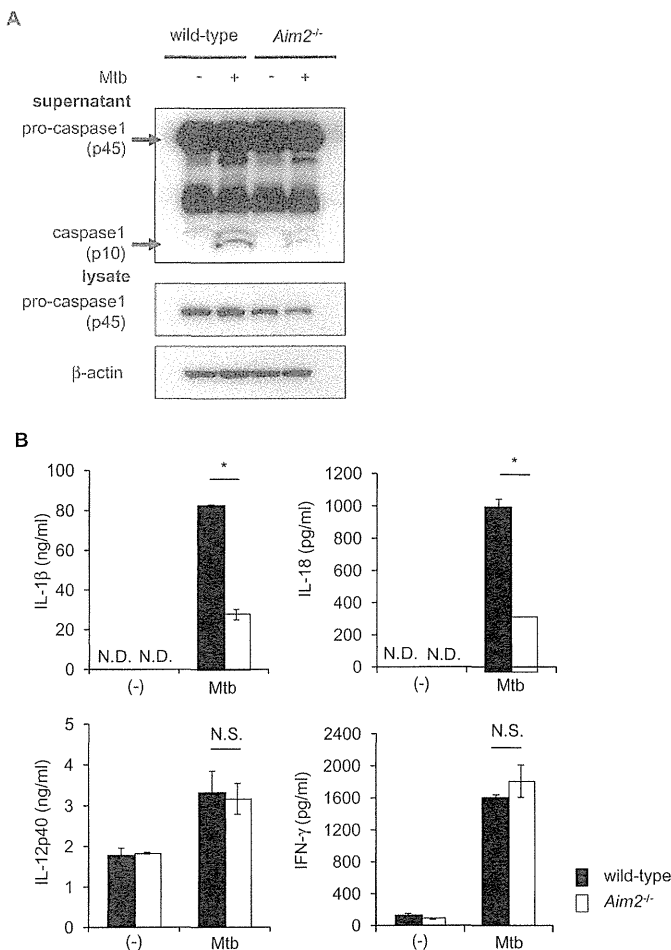 A
wild-type Aim2-/-
Mtb - + - +
supernatant
pro-caspase1
(p45)
caspase1
(p10)
lysate
pro-caspase1
(p45)
β-actin
B
IL-1β (ng/ml)
100
80
60
40
20
0
N.D. N.D.
*
(-) Mtb
IL-18 (pg/ml)
1200
1000
800
600
400
200
0
N.D. N.D.
*
(-) Mtb
IL-12p40 (ng/ml)
5
4
3
2
1
0
N.S.
(-) Mtb
IFN-γ (pg/ml)
2400
2000
1600
1200
800
400
0
N.S.
(-) Mtb
wild-type
Aim2-/-